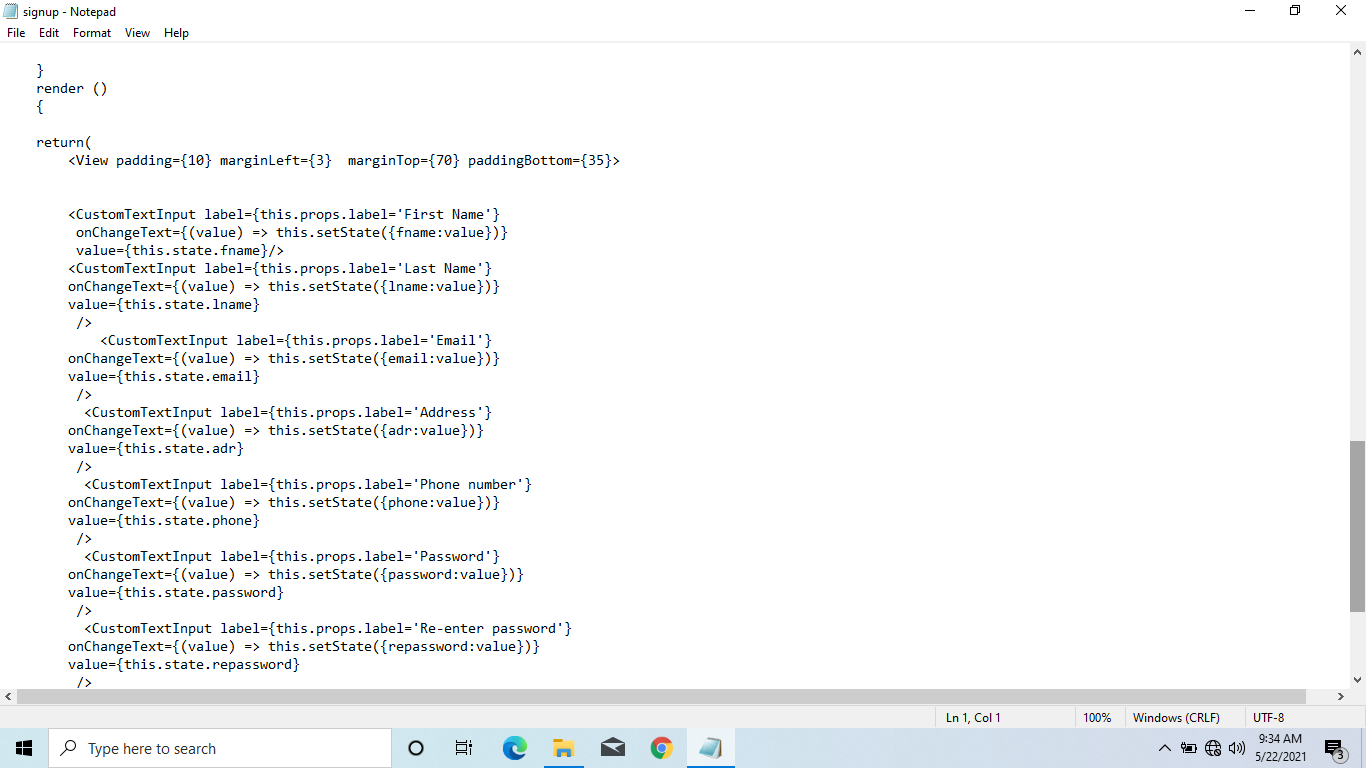 signup - Notepad
File Edit Format View Help
}
render ()
{
return(
<View padding={10} marginLeft={3}  marginTop={70} paddingBottom={35}>
<CustomTextInput label={this.props.label='First Name'}
onChangeText={(value) => this.setState({fname:value})}
value={this.state.fname}/>
<CustomTextInput label={this.props.label='Last Name'}
onChangeText={(value) => this.setState({lname:value})}
value={this.state.lname}
/>
<CustomTextInput label={this.props.label='Email'}
onChangeText={(value) => this.setState({email:value})}
value={this.state.email}
/>
<CustomTextInput label={this.props.label='Address'}
onChangeText={(value) => this.setState({adr:value})}
value={this.state.adr}
/>
<CustomTextInput label={this.props.label='Phone number'}
onChangeText={(value) => this.setState({phone:value})}
value={this.state.phone}
/>
<CustomTextInput label={this.props.label='Password'}
onChangeText={(value) => this.setState({password:value})}
value={this.state.password}
/>
<CustomTextInput label={this.props.label='Re-enter password'}
onChangeText={(value) => this.setState({repassword:value})}
value={this.state.repassword}
/>
Ln 1, Col 1 100% Windows (CRLF) UTF-8
Type here to search
9:34 AM
5/22/2021
3